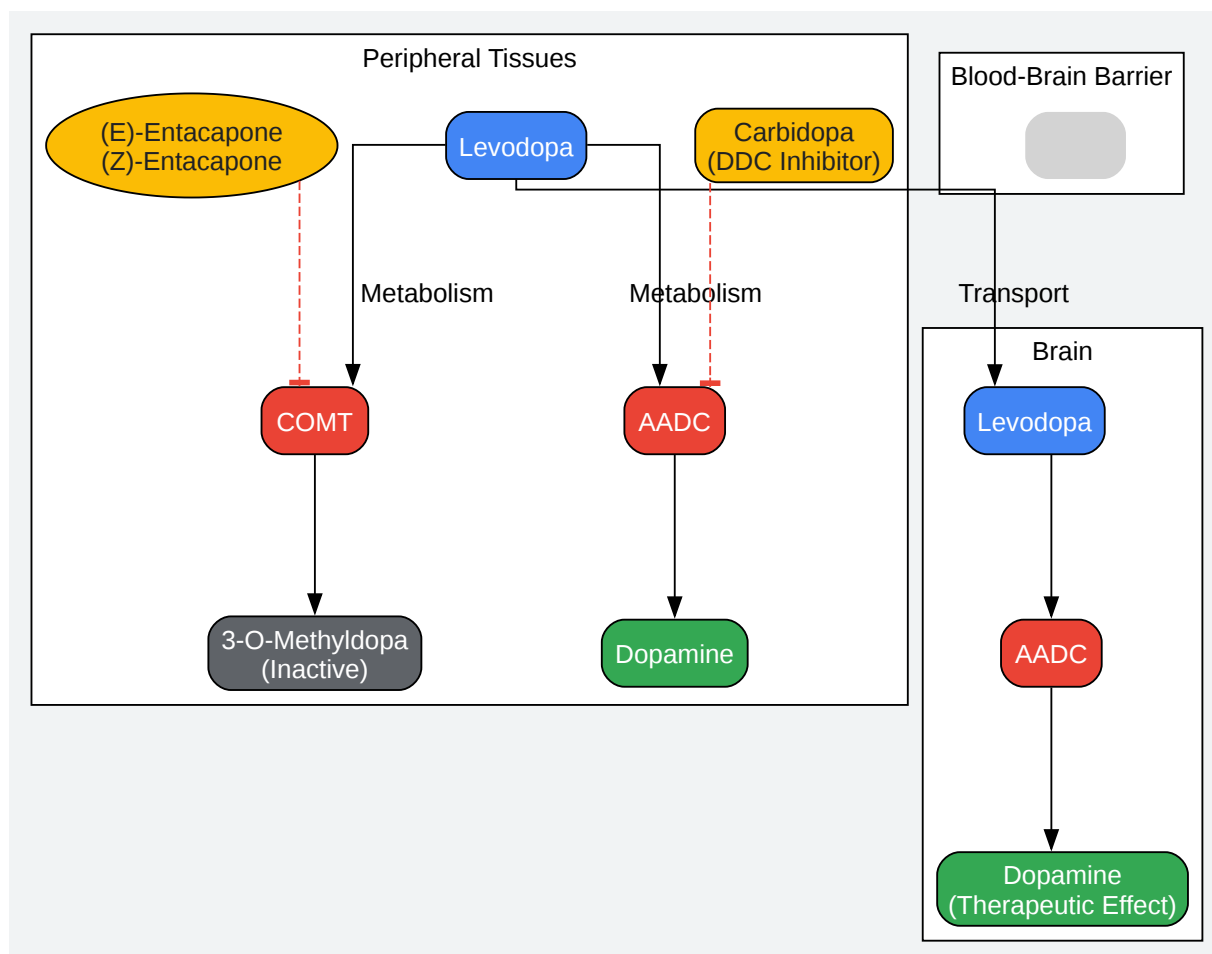 Peripheral Tissues
Blood-Brain Barrier
(E)-Entacapone
(Z)-Entacapone
Levodopa
Carbidopa
(DDC Inhibitor)
Metabolism
Metabolism
Transport
Brain
COMT
AADC
Levodopa
3-O-Methyldopa
(Inactive)
Dopamine
AADC
Dopamine
(Therapeutic Effect)